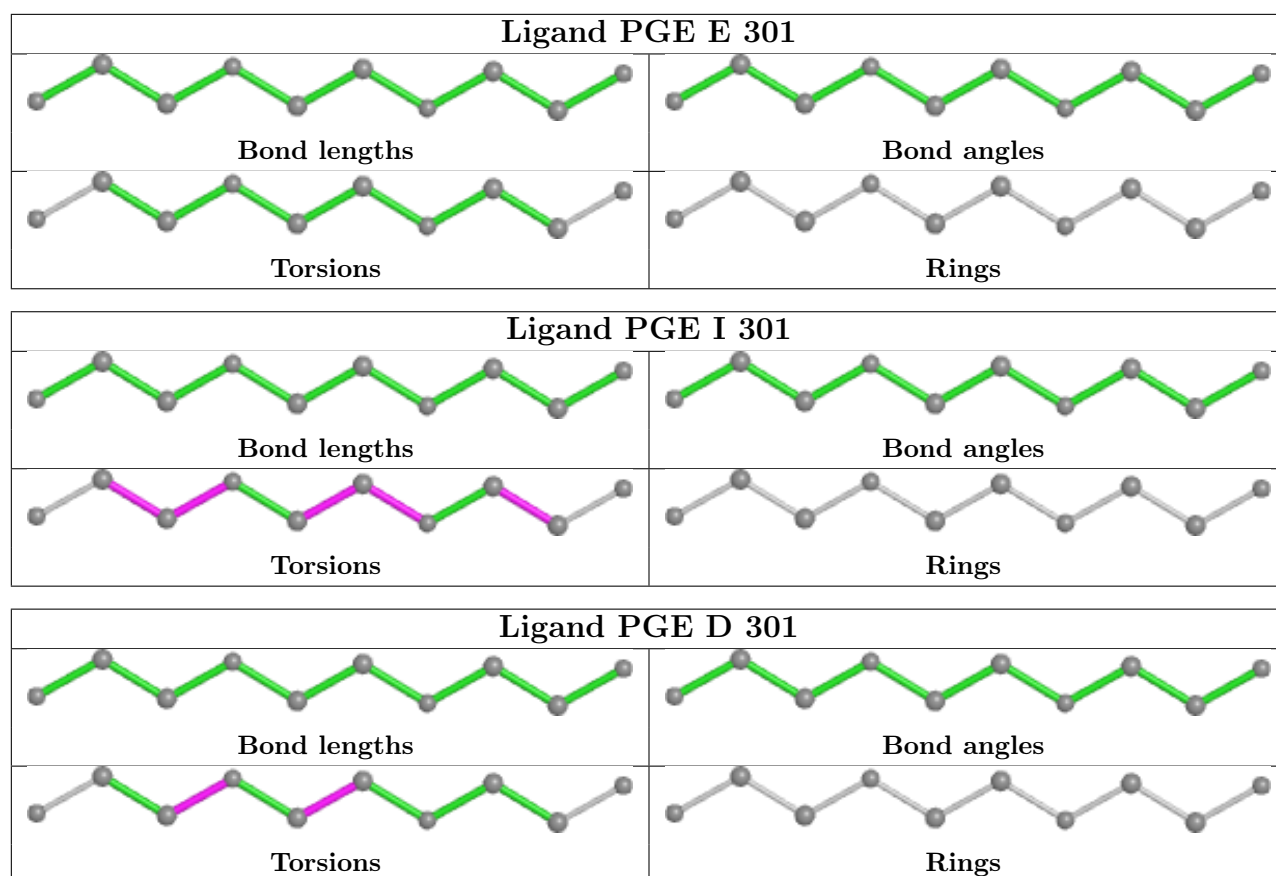 Ligand PGE E 301
Bond lengths Bond angles
Torsions Rings
Ligand PGE I 301
Bond lengths Bond angles
Torsions Rings
Ligand PGE D 301
Bond lengths Bond angles
Torsions Rings